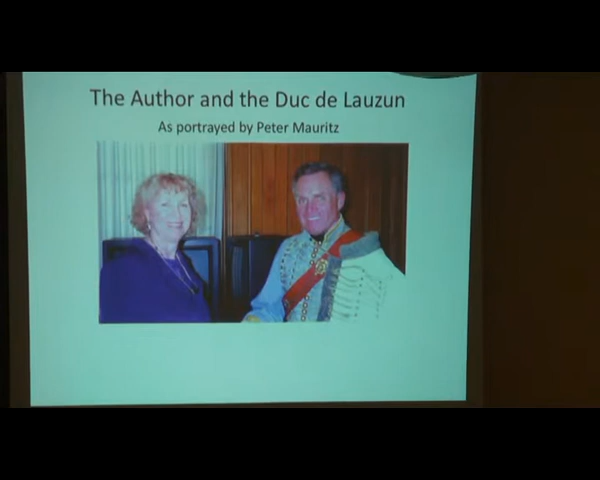 The Author and the Duc de Lauzun
As portrayed by Peter Mauritz